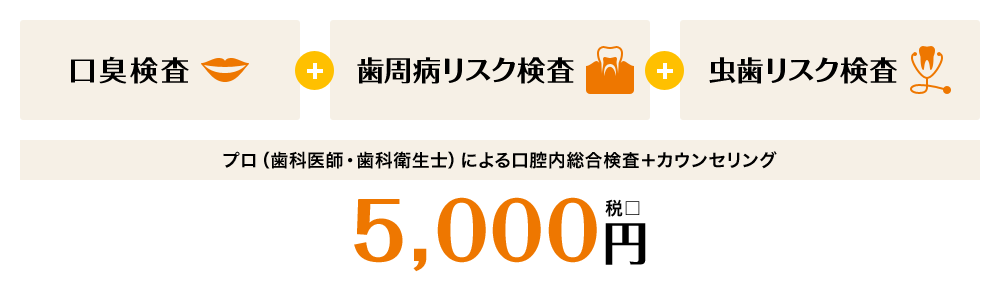 口臭検査
+
歯周病リスク検査
+
虫歯リスク検査
プロ（歯科医師・歯科衛生士）による口腔内総合検査＋カウンセリング
5,000円
税□